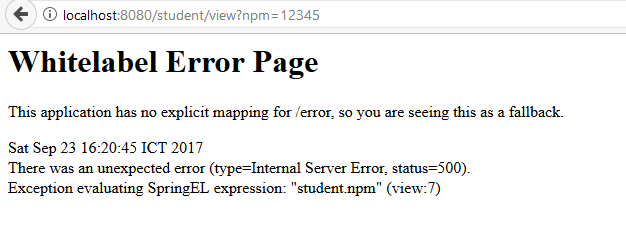 localhost:8080/student/view?npm=12345
Whitelabel Error Page
This application has no explicit mapping for /error, so you are seeing this as a fallback.
Sat Sep 23 16:20:45 ICT 2017
There was an unexpected error (type=Internal Server Error, status=500).
Exception evaluating SpringEL expression: "student.npm" (view:7)